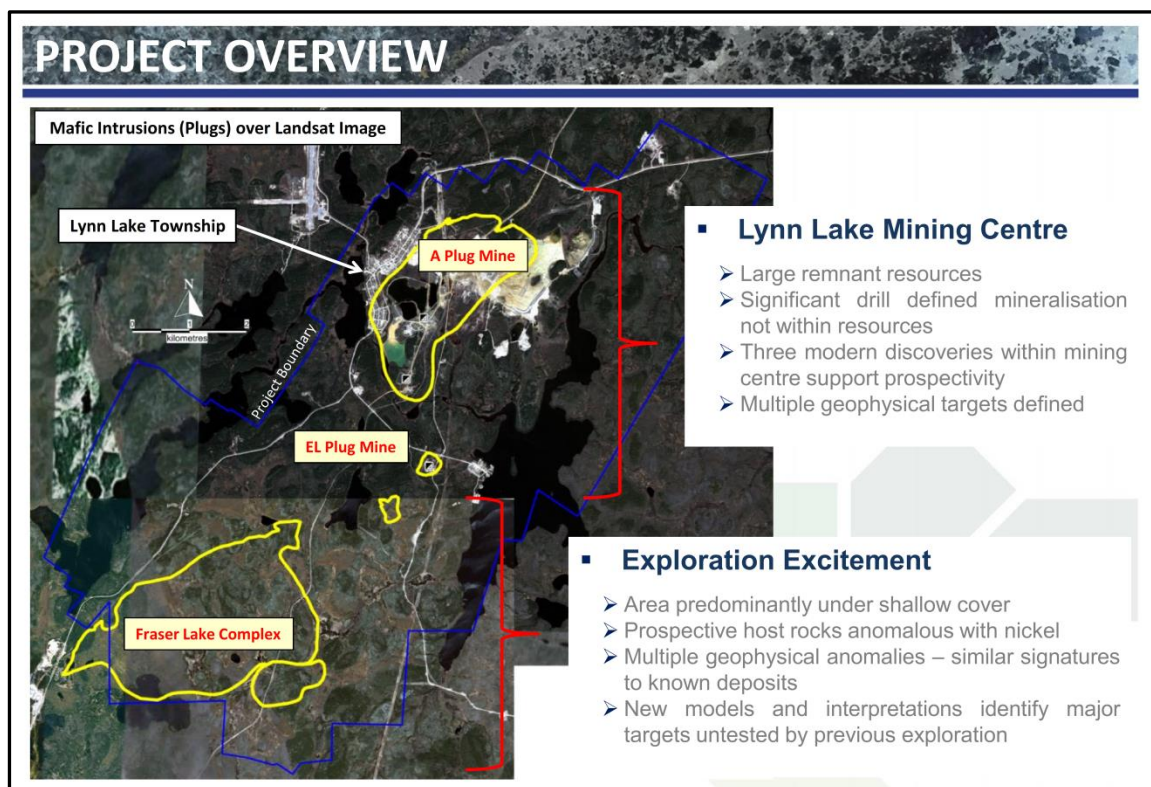 PROJECT OVERVIEW
Mafic Intrusions (Plugs) over Landsat Image
Lynn Lake Township
A Plug Mine
N
0 1 2
kilometres
Project Boundary
EL Plug Mine
Fraser Lake Complex
▪ Lynn Lake Mining Centre
➢ Large remnant resources
➢ Significant drill defined mineralisation
not within resources
➢ Three modern discoveries within mining
centre support prospectivity
➢ Multiple geophysical targets defined
▪ Exploration Excitement
➢ Area predominantly under shallow cover
➢ Prospective host rocks anomalous with nickel
➢ Multiple geophysical anomalies – similar signatures
to known deposits
➢ New models and interpretations identify major
targets untested by previous exploration